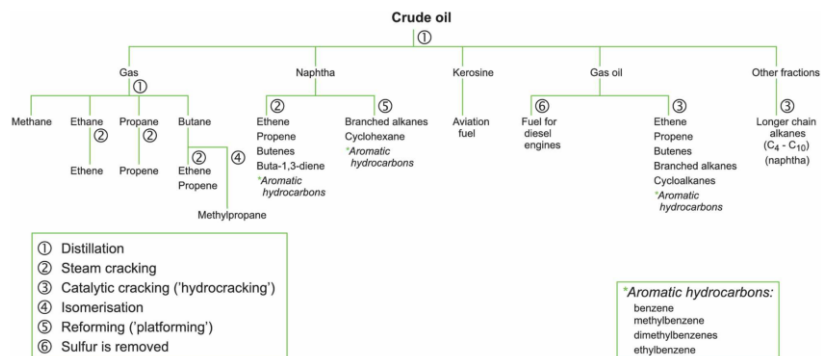 Crude oil
①
Gas
Naphtha
Kerosine
Gas oil
Other fractions
①
Methane
Ethane
②
Propane
②
Butane
Ethene
Propene
②
Ethene
Propene
④
Methylpropane
②
Ethene
Propene
Butenes
Buta-1,3-diene
*Aromatic
hydrocarbons
⑤
Branched alkanes
Cyclohexane
*Aromatic
hydrocarbons
Aviation
fuel
⑥
Fuel for
diesel
engines
③
Ethene
Propene
Butenes
Branched alkanes
Cycloalkanes
*Aromatic
hydrocarbons
③
Longer chain
alkanes
(C₄ - C₁₀)
(naphtha)
① Distillation
② Steam cracking
③ Catalytic cracking ('hydrocracking')
④ Isomerisation
⑤ Reforming ('platforming')
⑥ Sulfur is removed
*Aromatic hydrocarbons:
benzene
methylbenzene
dimethylbenzenes
ethylbenzene